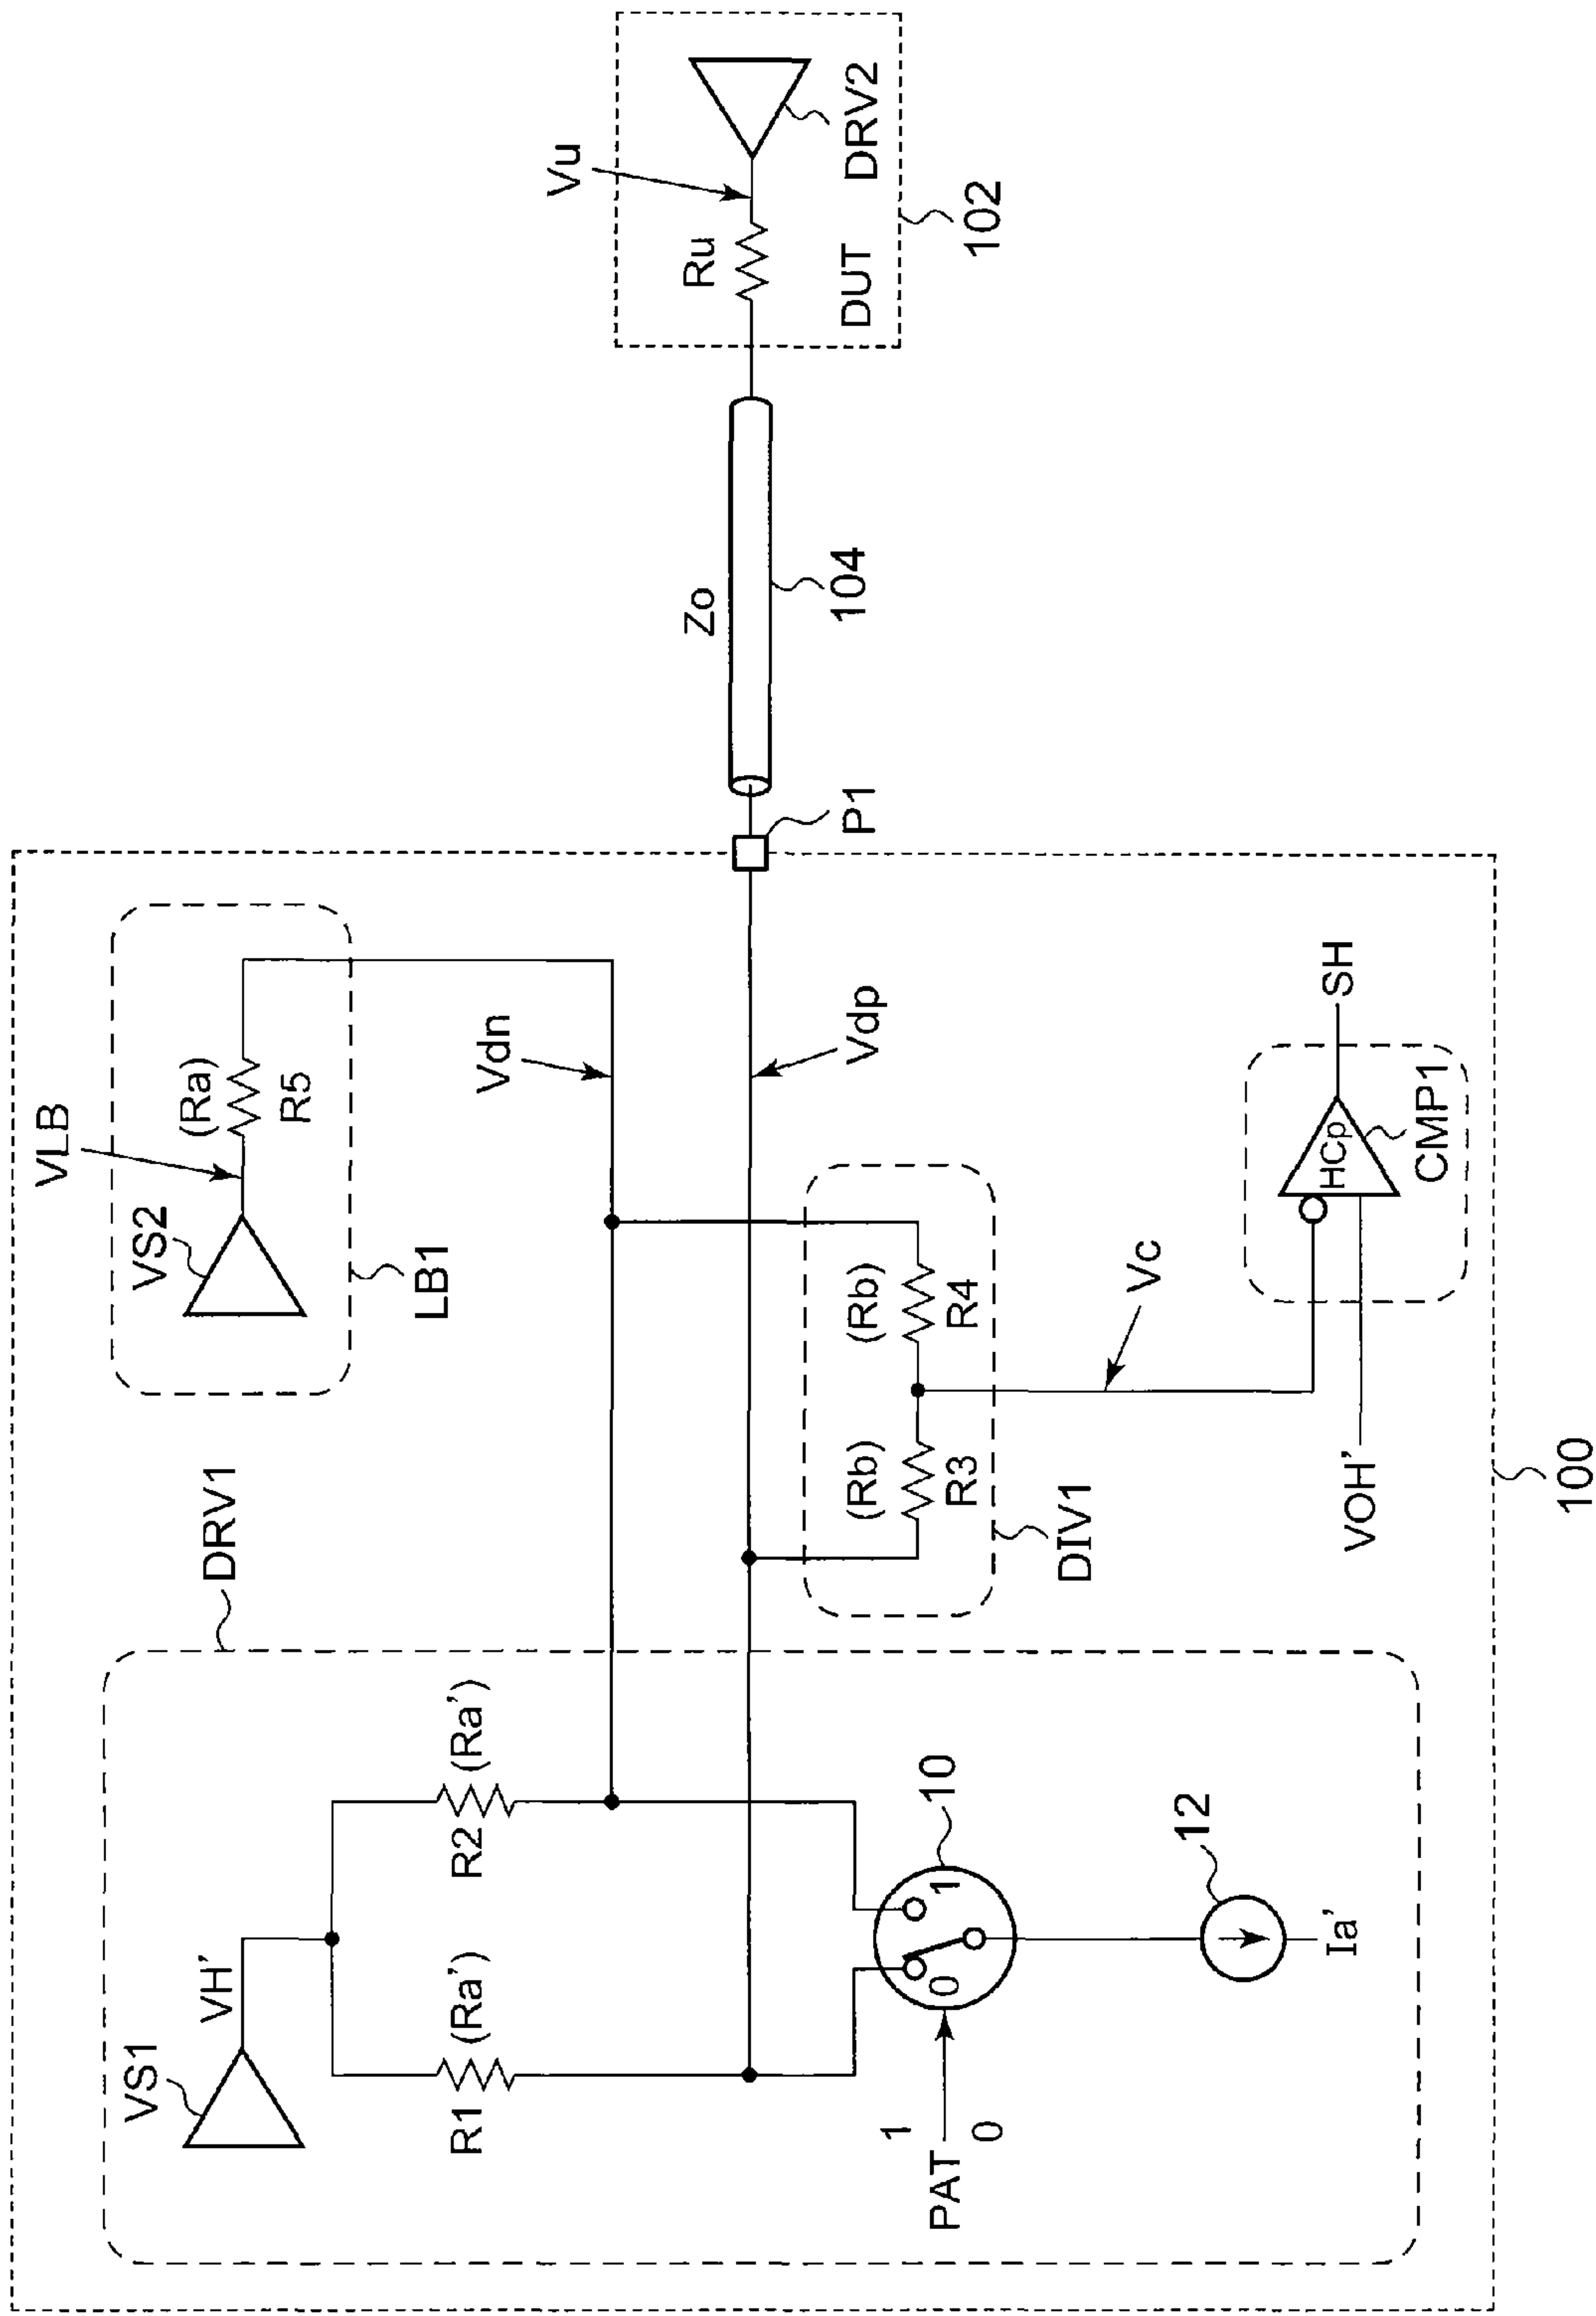 DRV1
VS1
VH'
R1
(Ra')
R2
(Ra')
PAT
1
0
0
1
10
12
Ia'
VLB
VS2
(Ra)
R5
LB1
Vdn
Vdp
(Rb)
R3
(Rb)
R4
DIV1
Vc
VOH'
HCp
CMP1
SH
100
P1
Zo
104
Vu
Ru
DUT
DRV2
102